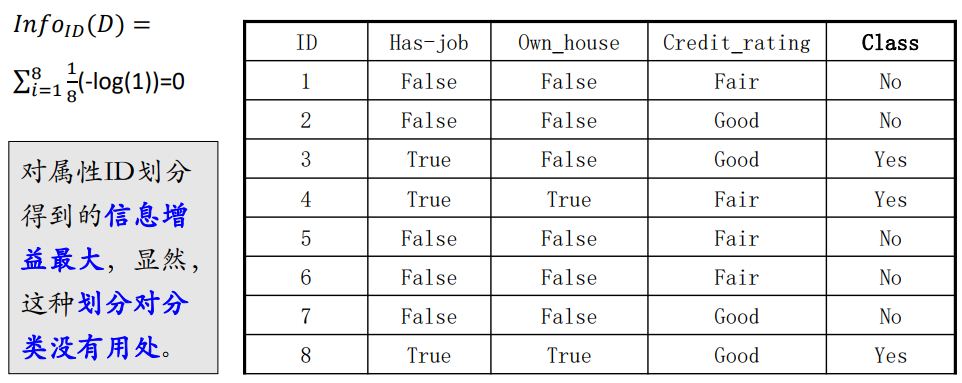 Info_ID(D) =
∑_{i=1}^{8} 1/8(-log(1))=0
对属性ID划分
得到的信息增
益最大，显然，
这种划分对分
类没有用处。
ID Has-job Own_house Credit_rating Class
1 False False Fair No
2 False False Good No
3 True False Good Yes
4 True True Fair Yes
5 False False Fair No
6 False False Fair No
7 False False Good No
8 True True Good Yes